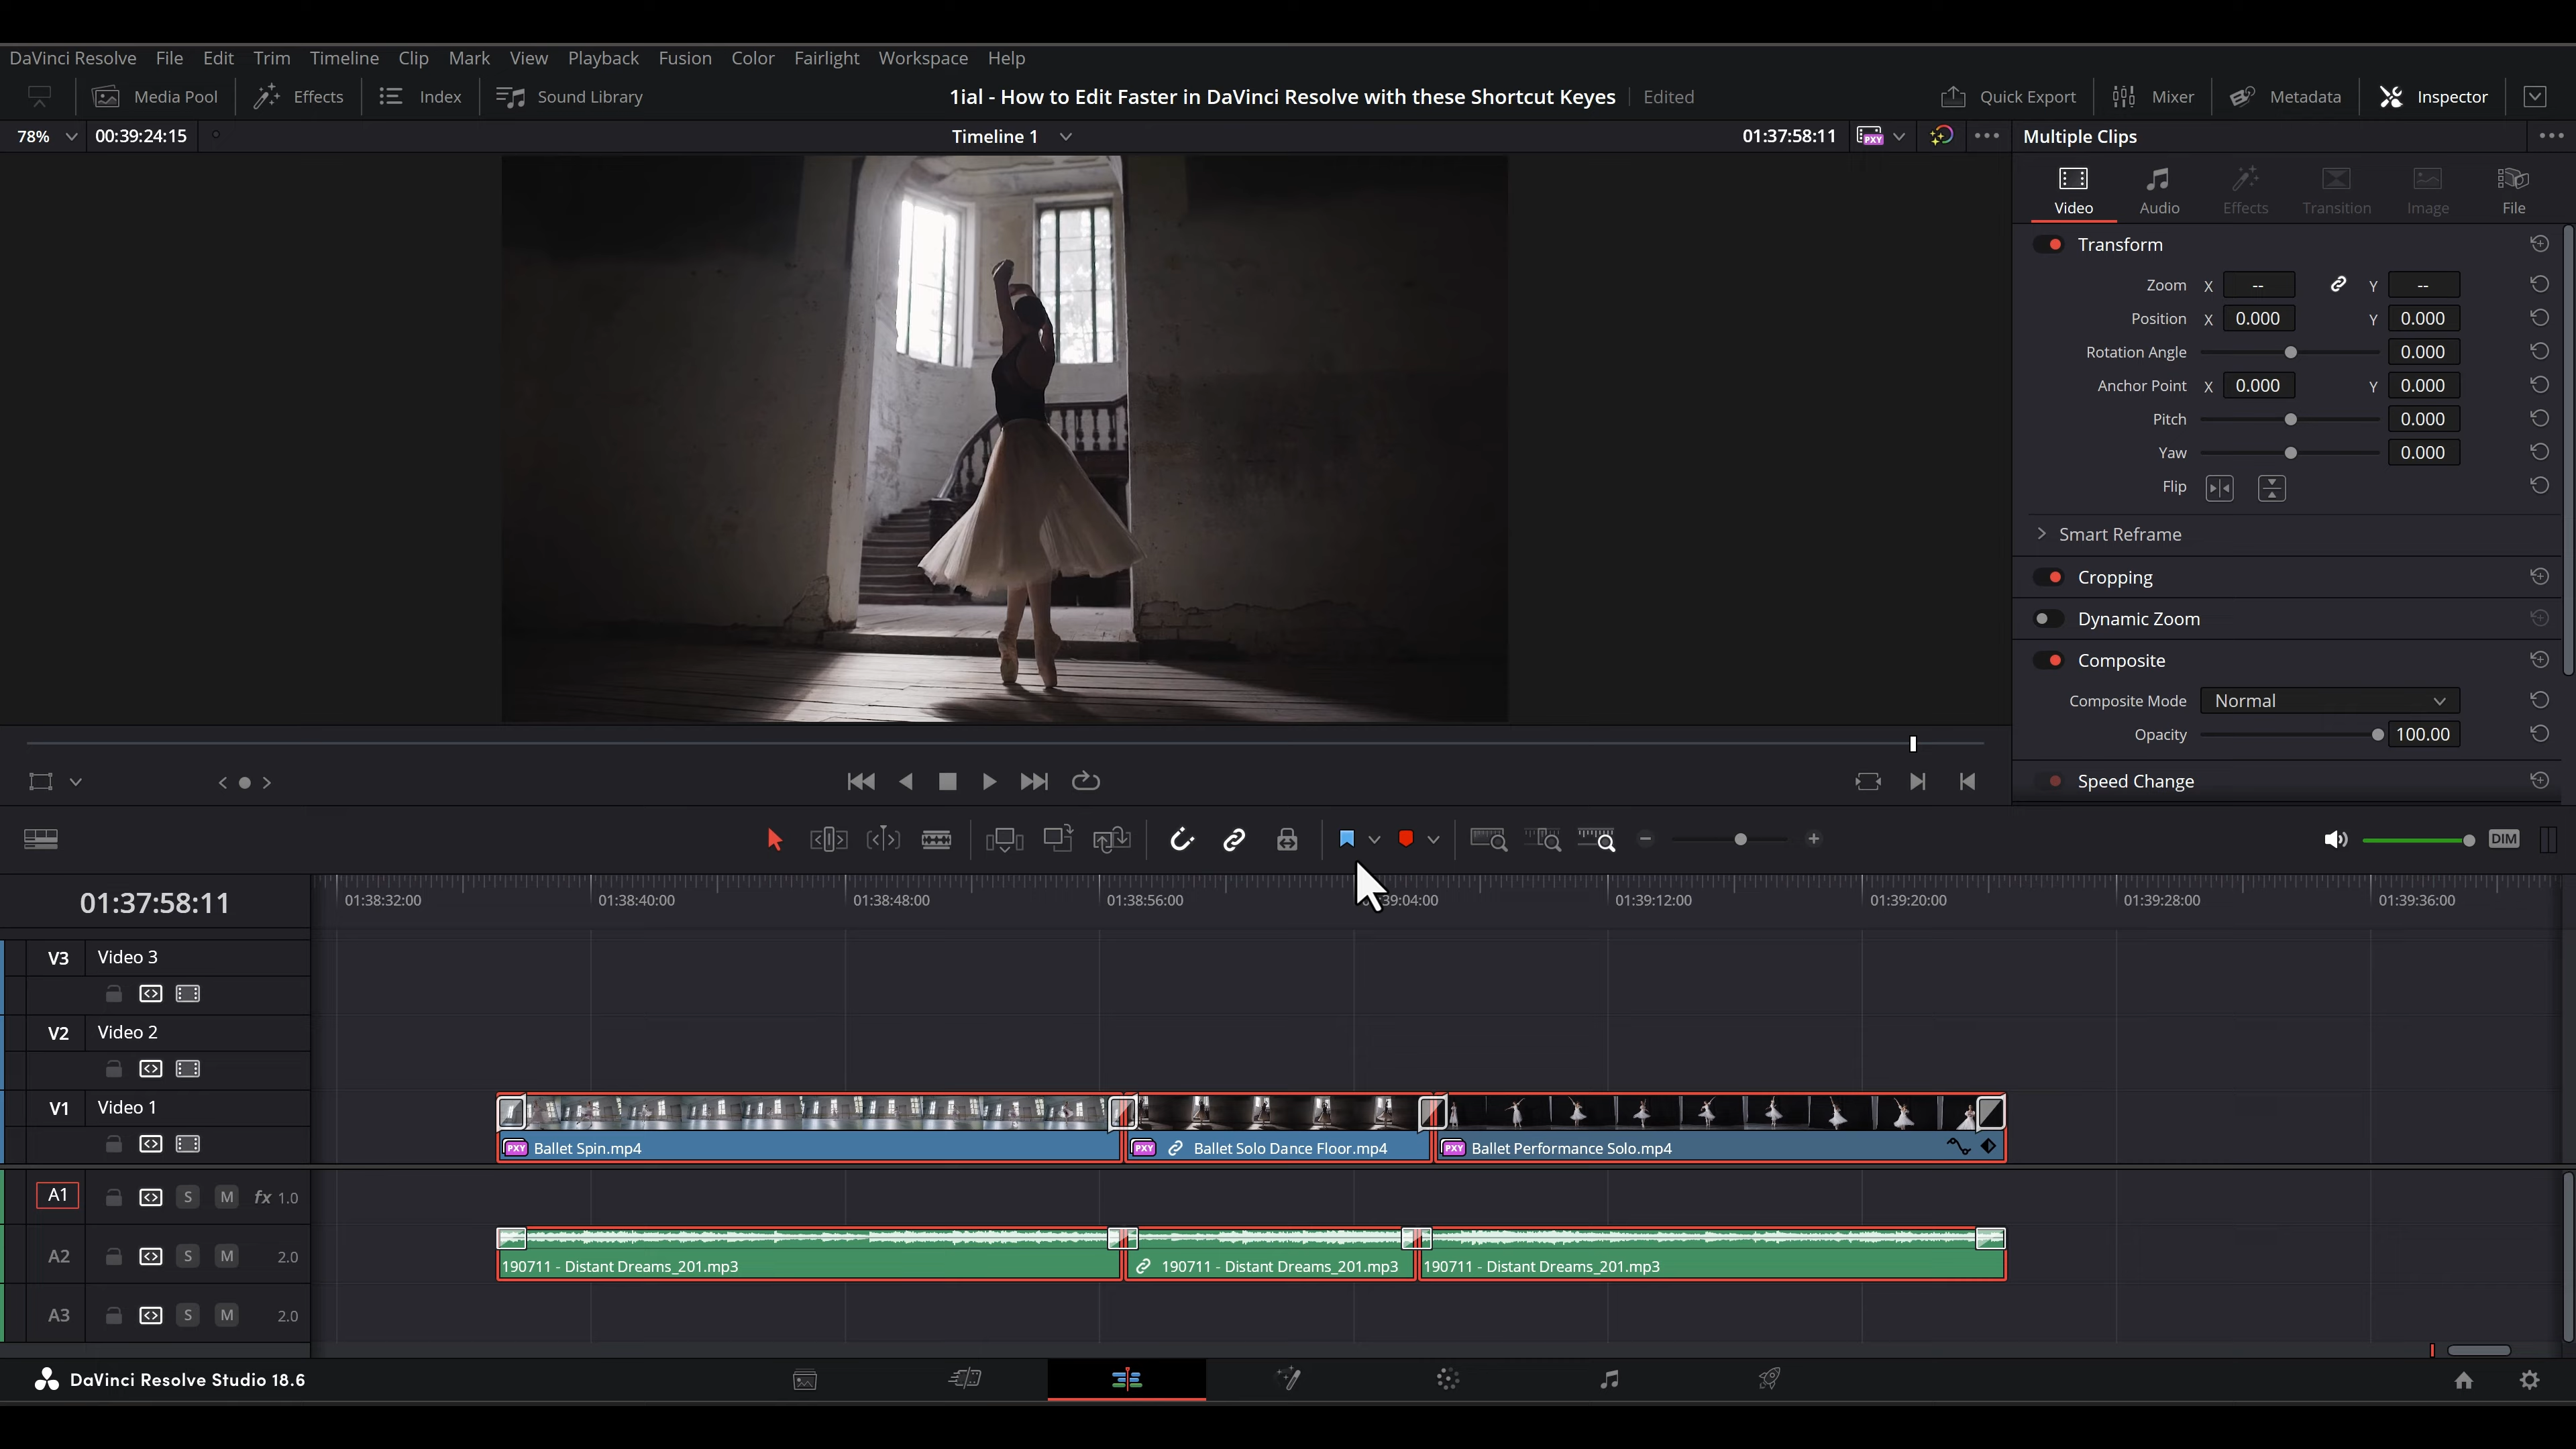 DaVinci Resolve File Edit Trim Timeline Clip Mark View Playback Fusion Color Fairlight Workspace Help
Media Pool Effects Index Sound Library 1ial - How to Edit Faster in DaVinci Resolve with these Shortcut Keyes Edited Quick Export Mixer Metadata Inspector
78% 00:39:24:15 Timeline 1 01:37:58:11 PXY Multiple Clips
Video Audio Effects Transition Image File
Transform
Zoom X -- Y --
Position X 0.000 Y 0.000
Rotation Angle 0.000
Anchor Point X 0.000 Y 0.000
Pitch 0.000
Yaw 0.000
Flip
Smart Reframe
Cropping
Dynamic Zoom
Composite
Composite Mode Normal
Opacity 100.00
Speed Change
DIM
01:37:58:11
01:38:32:00 01:38:40:00 01:38:48:00 01:38:56:00 39:04:00 01:39:12:00 01:39:20:00 01:39:28:00 01:39:36:00
V3 Video 3
V2 Video 2
V1 Video 1
PXY Ballet Spin.mp4 PXY Ballet Solo Dance Floor.mp4 PXY Ballet Performance Solo.mp4
A1 S M fx 1.0
A2 S M 2.0
190711 - Distant Dreams_201.mp3 190711 - Distant Dreams_201.mp3 190711 - Distant Dreams_201.mp3
A3 S M 2.0
DaVinci Resolve Studio 18.6